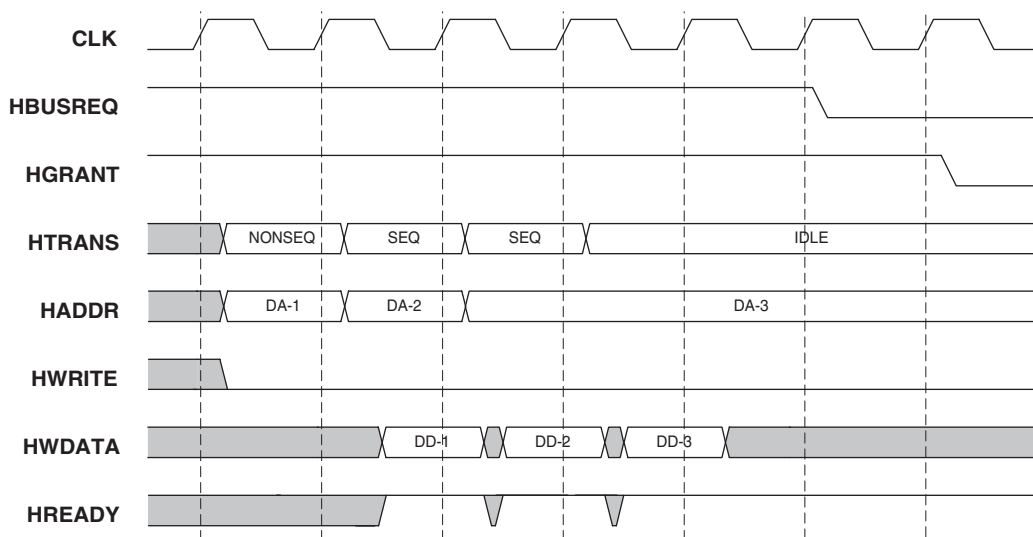 CLK
HBUSREQ
HGRANT
HTRANS NONSEQ SEQ SEQ IDLE
HADDR DA-1 DA-2 DA-3
HWRITE
HWDATA DD-1 DD-2 DD-3
HREADY